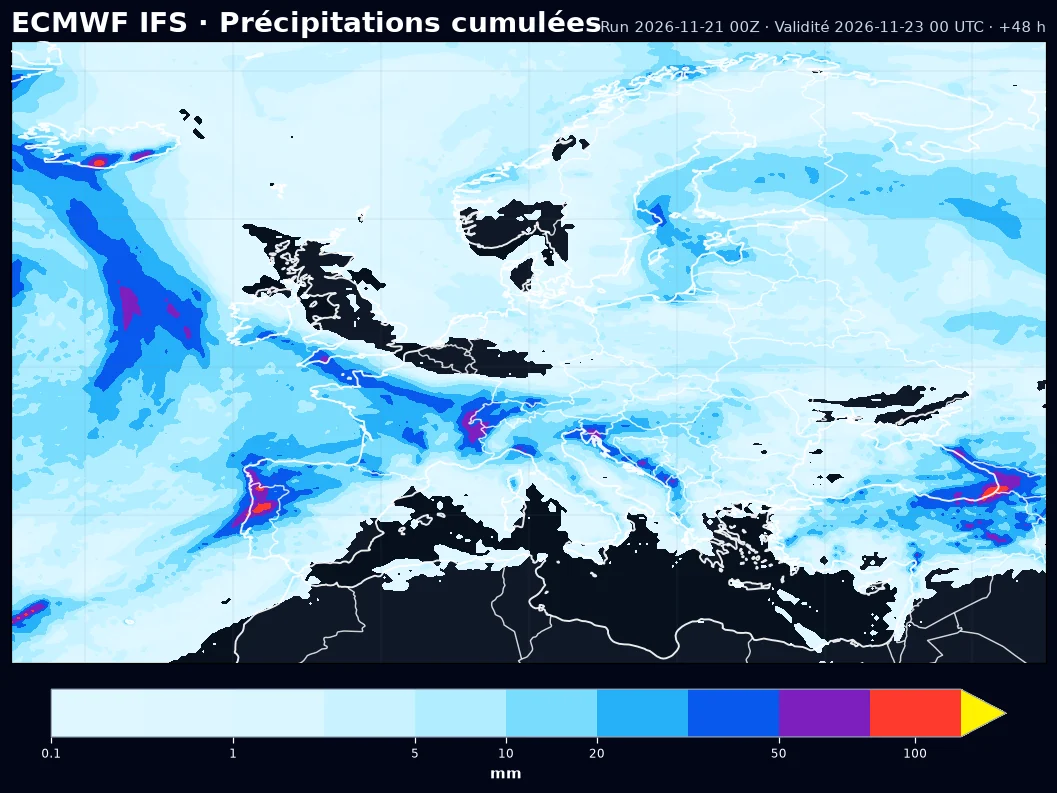 ECMWF IFS · Précipitations cumulées
Run 2026-11-21 00Z · Validité 2026-11-23 00 UTC · +48 h
0.1 1 5 10 20 50 100
mm